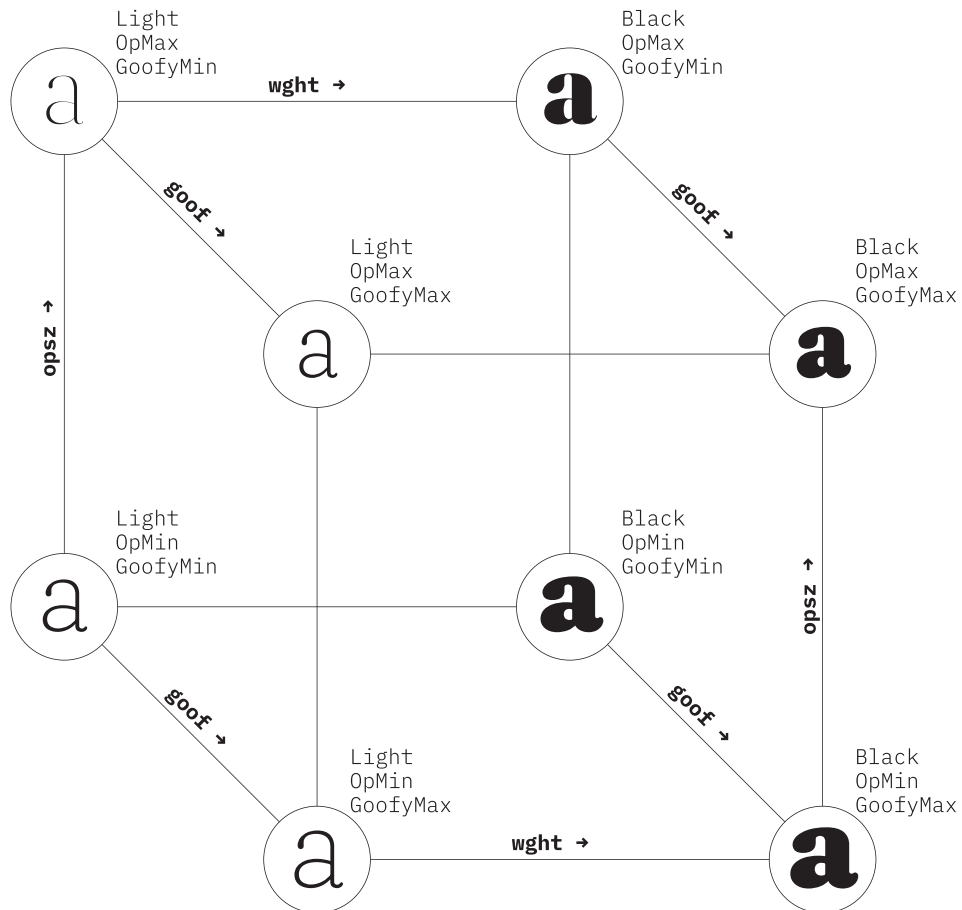 Light
OpMax
GoofyMin
Black
OpMax
GoofyMin
a
wght →
a
goof →
goof →
Light
OpMax
GoofyMax
Black
OpMax
GoofyMax
opsz →
a
a
Light
OpMin
GoofyMin
Black
OpMin
GoofyMin
a
a
opsz →
goof →
goof →
Light
OpMin
GoofyMax
Black
OpMin
GoofyMax
a
wght →
a